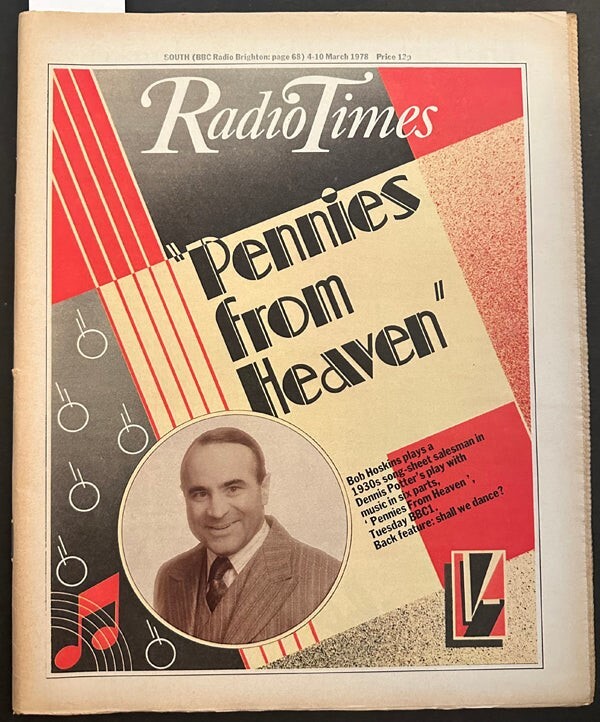 SOUTH (BBC Radio Brighton: page 68) 4-10 March 1978 Price 12p
RadioTimes
"Pennies
from
Heaven"
Bob Hoskins plays a
1930s song-sheet salesman in
Dennis Potter's play with
music in six parts,
'Pennies From Heaven',
Tuesday BBC1.
Back feature: shall we dance?